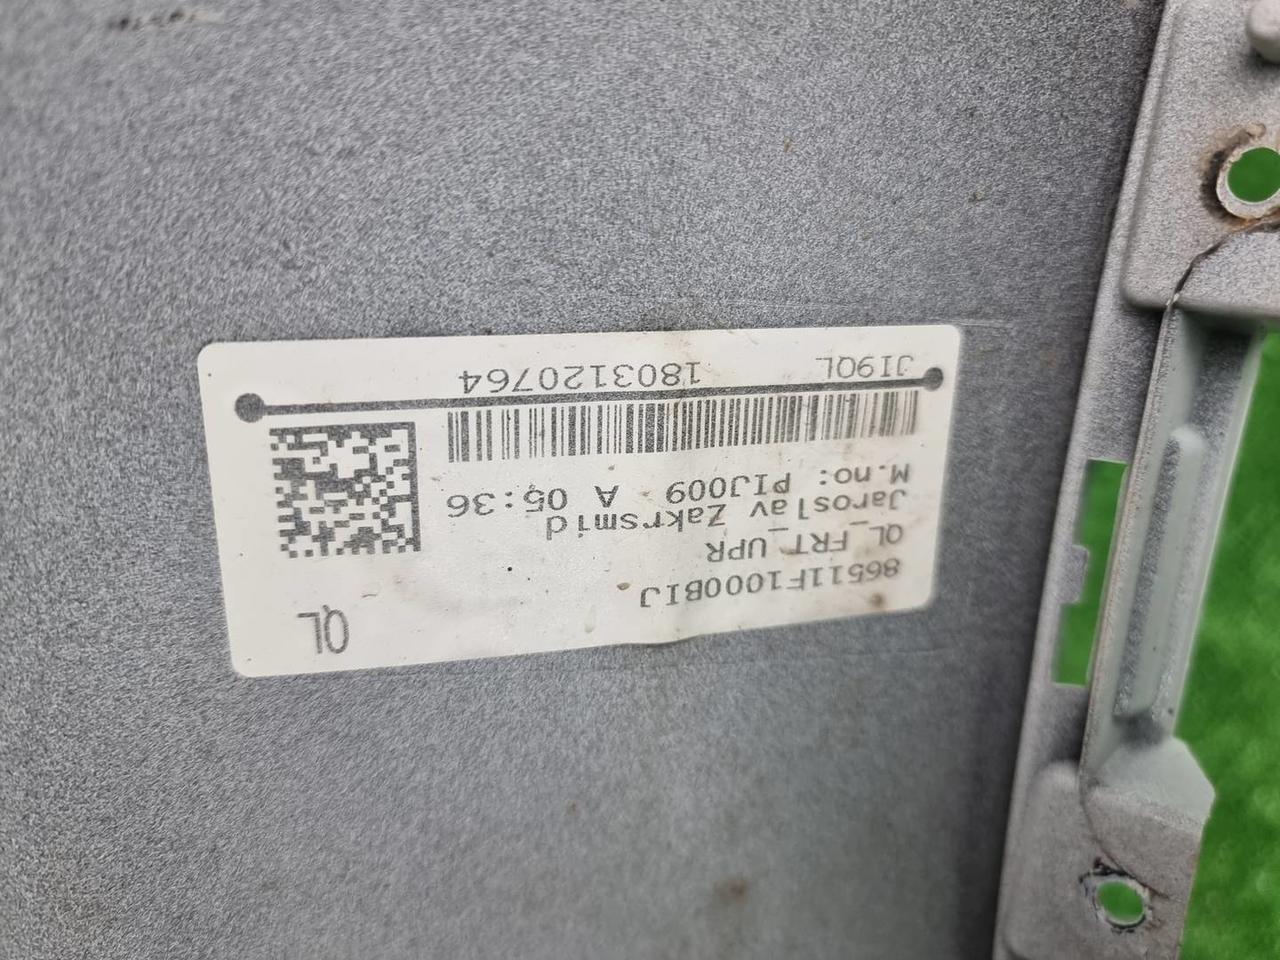 QL
86511F1000BIJ
QL_FRT_UPR
Jaroslav Zakrsmid
M.no: PIJ009 A 05:36
JI9QL 1803120764